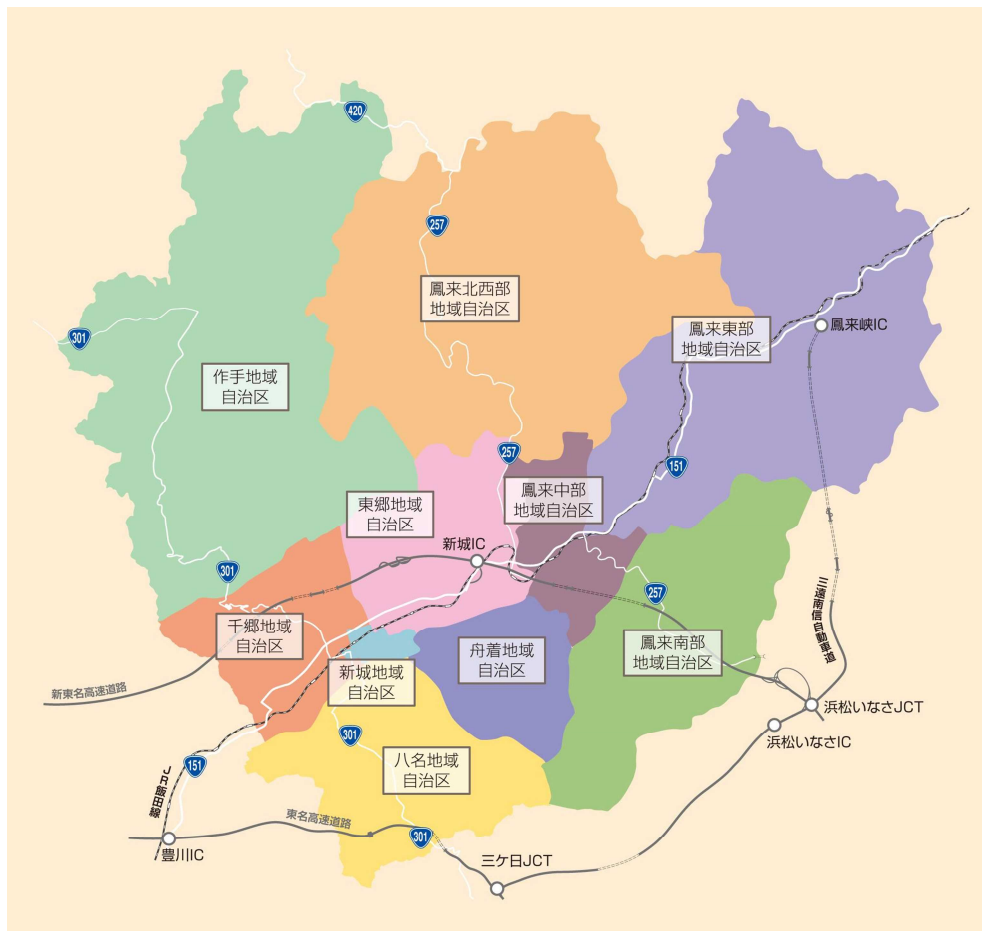 420
257
鳳来北西部
地域自治区
301
鳳来東部
地域自治区
鳳来峡IC
作手地域
自治区
257
151
鳳来中部
地域自治区
東郷地域
自治区
新城IC
301
257
三遠南信自動車道
千郷地域
自治区
舟着地域
自治区
鳳来南部
地域自治区
新城地域
自治区
新東名高速道路
浜松いなさJCT
301
浜松いなさIC
151
八名地域
自治区
JR飯田線
東名高速道路
301
豊川IC
三ケ日JCT